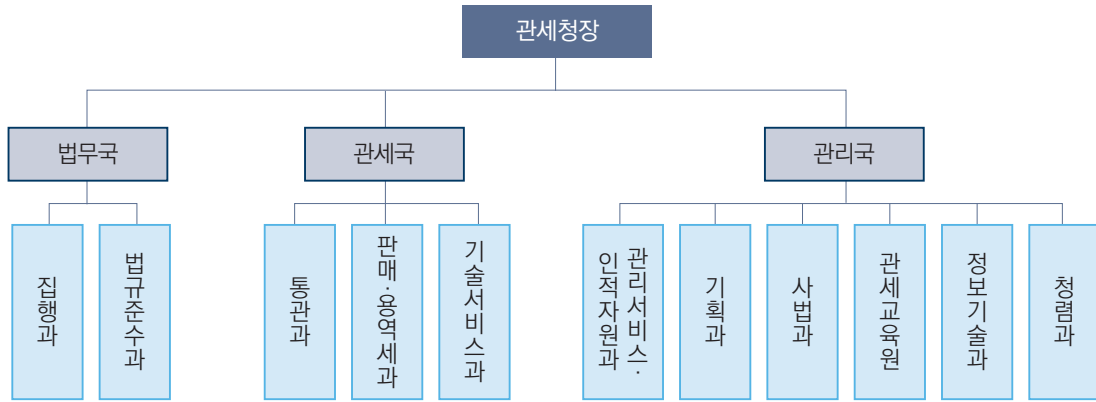 관세청장
법무국
관세국
관리국
집행과
법규준수과
통관과
판매·용역세과
기술서비스과
관리서비스·
인적자원과
기획과
사법과
관세교육원
정보기술과
청렴과